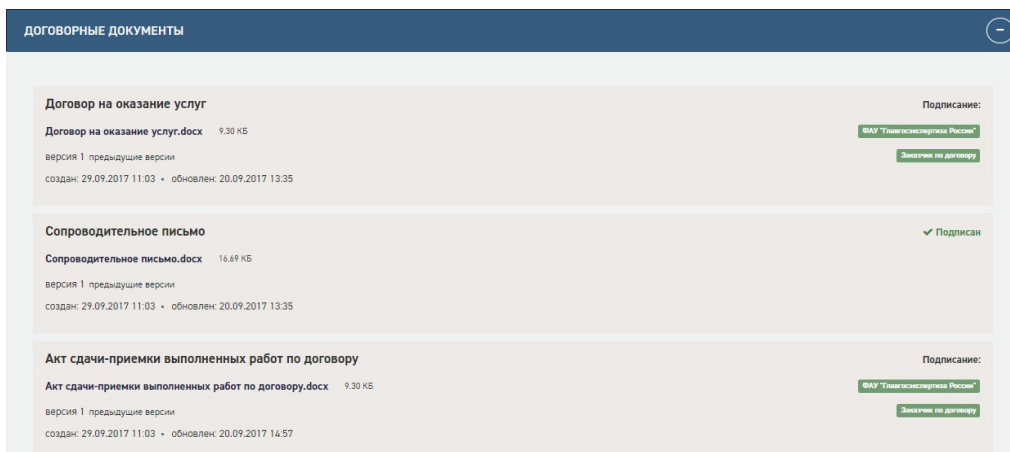 ДОГОВОРНЫЕ ДОКУМЕНТЫ
Договор на оказание услуг
Подписание:
Договор на оказание услуг.docx 9.30 КБ
ФАУ "Главгосэкспертиза России"
версия 1 предыдущие версии
Заказчик по договору
создан: 29.09.2017 11:03 • обновлен: 20.09.2017 13:35
Сопроводительное письмо
✔ Подписан
Сопроводительное письмо.docx 16.69 КБ
версия 1 предыдущие версии
создан: 29.09.2017 11:03 • обновлен: 20.09.2017 13:35
Акт сдачи-приемки выполненных работ по договору
Подписание:
Акт сдачи-приемки выполненных работ по договору.docx 9.30 КБ
ФАУ "Главгосэкспертиза России"
версия 1 предыдущие версии
Заказчик по договору
создан: 29.09.2017 11:03 • обновлен: 20.09.2017 14:57